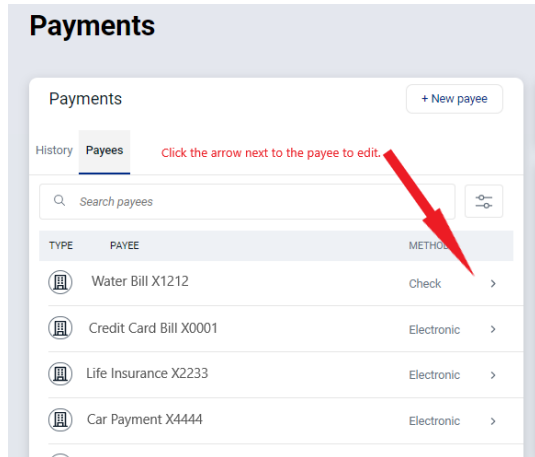 Payments
Payments
+ New payee
History Payees Click the arrow next to the payee to edit.
Search payees
TYPE PAYEE METHOD
Water Bill X1212 Check
Credit Card Bill X0001 Electronic
Life Insurance X2233 Electronic
Car Payment X4444 Electronic